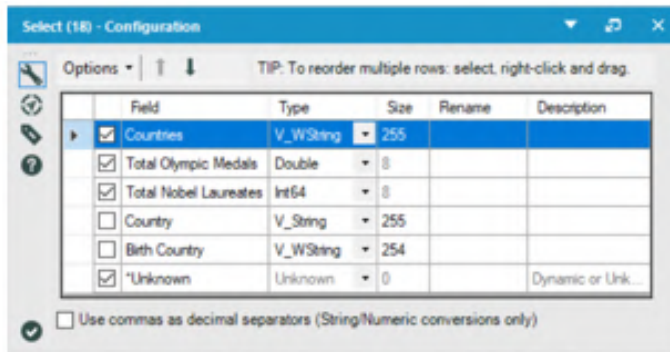 Select (18) - Configuration
Options TIP: To reorder multiple rows: select, right-click and drag.
Field Type Size Rename Description
Countries V_WString 255
Total Olympic Medals Double 8
Total Nobel Laureates Int64 8
Country V_String 255
Birth Country V_WString 254
*Unknown Unknown 0 Dynamic or Unk...
Use commas as decimal separators (String/Numeric conversions only)